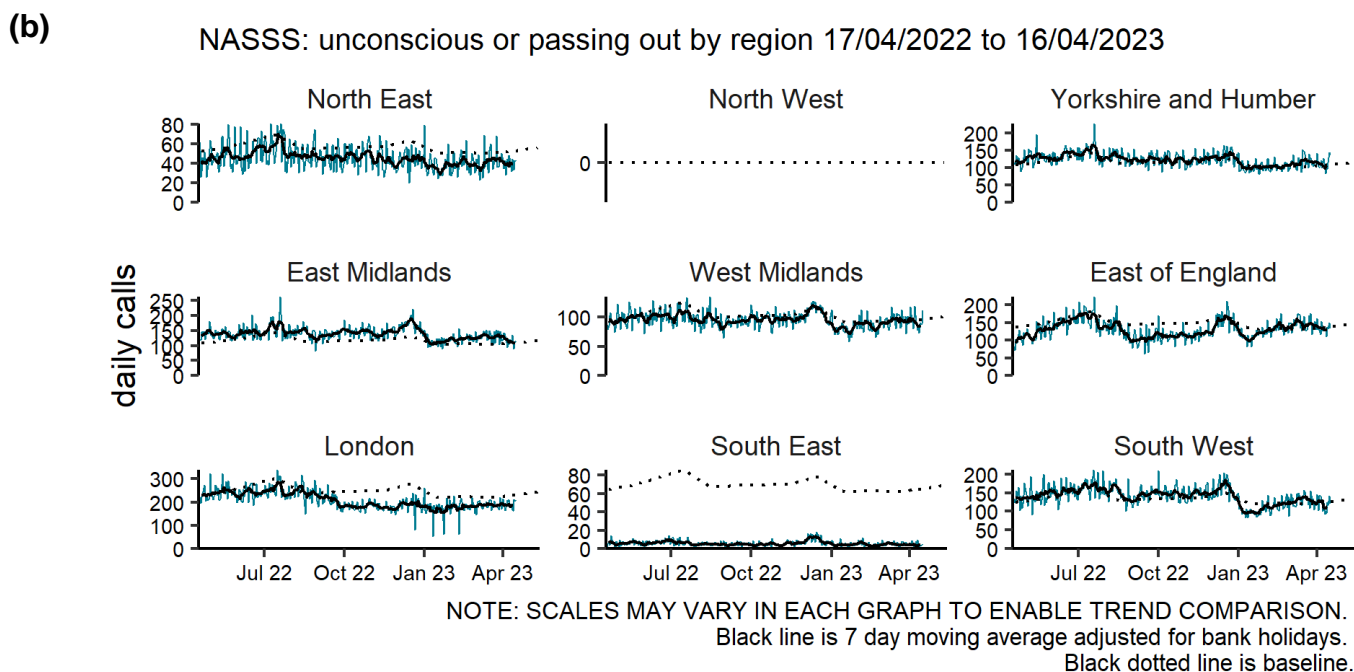 (b)
NASSS: unconscious or passing out by region 17/04/2022 to 16/04/2023
daily calls
North East
80
60
40
20
0
North West
0
Yorkshire and Humber
200
150
100
50
0
East Midlands
250
200
150
100
50
0
West Midlands
100
50
0
East of England
200
150
100
50
0
London
300
200
100
0
Jul 22 Oct 22 Jan 23 Apr 23
South East
80
60
40
20
0
Jul 22 Oct 22 Jan 23 Apr 23
South West
200
150
100
50
0
Jul 22 Oct 22 Jan 23 Apr 23
NOTE: SCALES MAY VARY IN EACH GRAPH TO ENABLE TREND COMPARISON.
Black line is 7 day moving average adjusted for bank holidays.
Black dotted line is baseline.